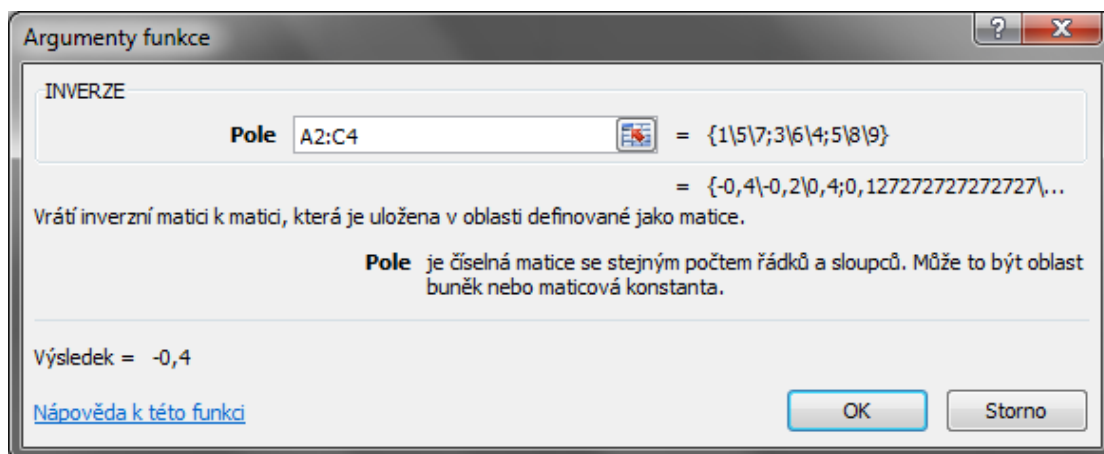 Argumenty funkce
INVERZE
Pole A2:C4 = {1\5\7;3\6\4;5\8\9}
= {-0,4\-0,2\0,4;0,127272727272727\...
Vrátí inverzní matici k matici, která je uložena v oblasti definované jako matice.
Pole je číselná matice se stejným počtem řádků a sloupců. Může to být oblast
buněk nebo maticová konstanta.
Výsledek = -0,4
Nápověda k této funkci
OK Storno